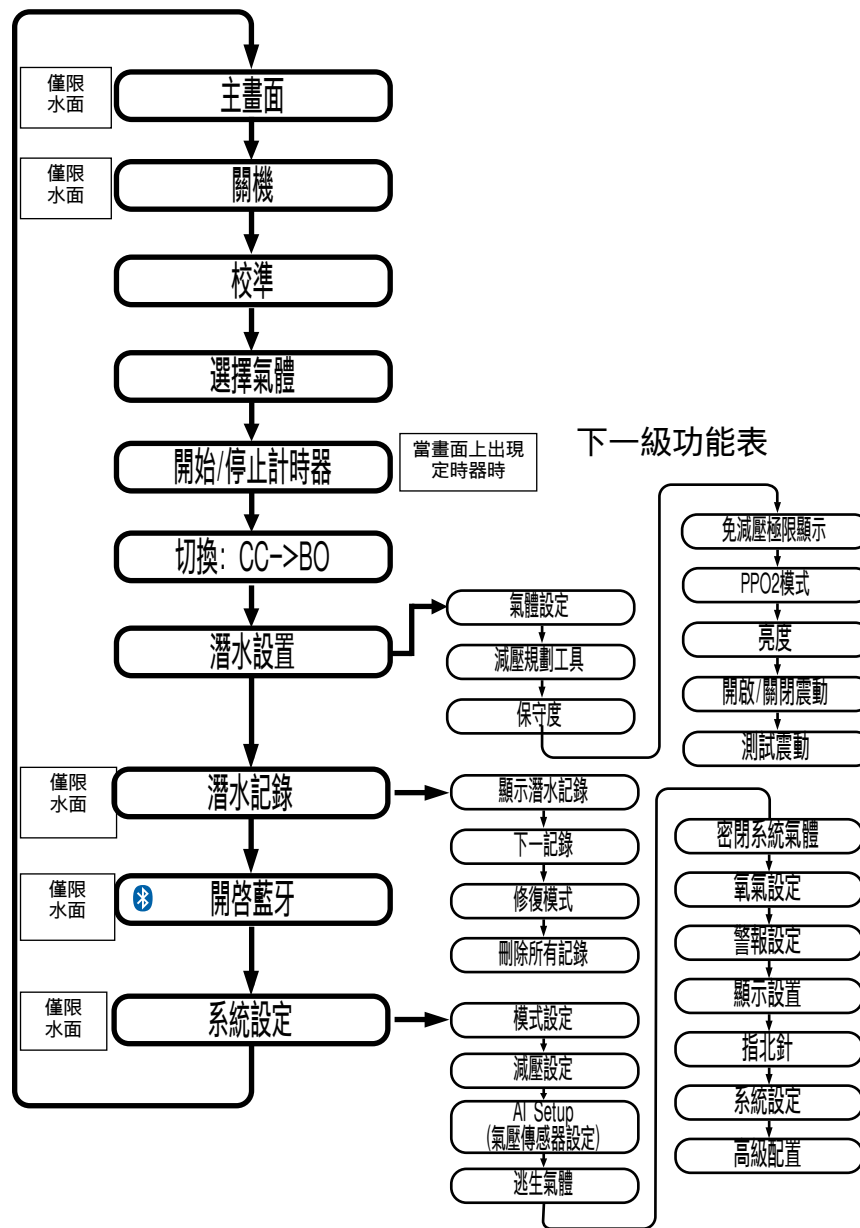 僅限
水面
主畫面
僅限
水面
關機
校準
選擇氣體
開始/停止計時器
當畫面上出現
定時器時
切換: CC->BO
潛水設置
僅限
水面
潛水記錄
僅限
水面
開啓藍牙
僅限
水面
系統設定
下一級功能表
氣體設定
減壓規劃工具
保守度
免減壓極限顯示
PPO2模式
亮度
開啟/關閉震動
測試震動
顯示潛水記錄
下一記錄
修復模式
刪除所有記錄
模式設定
減壓設定
AI Setup
(氣壓傳感器設定)
逃生氣體
密閉系統氣體
氧氣設定
警報設定
顯示設置
指北針
系統設定
高級配置